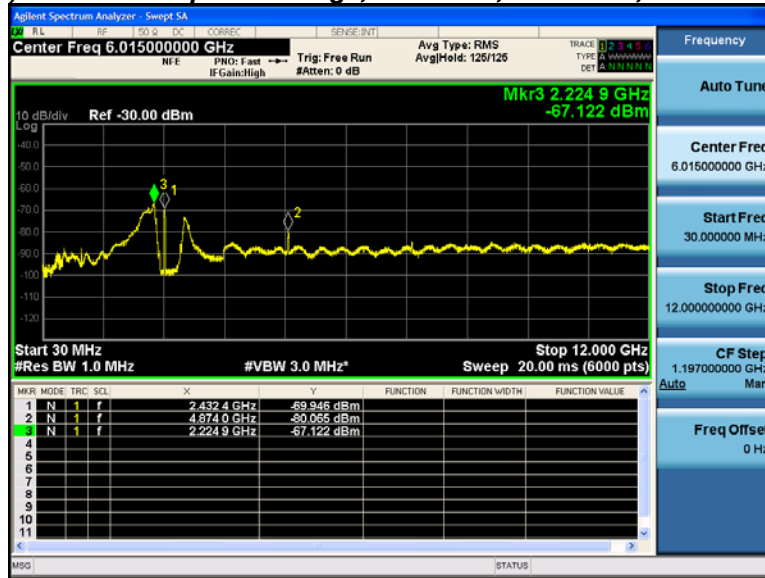 Agilent Spectrum Analyzer - Swept SA
RL RF 50 Ω DC CORREC SENSE:INT
Center Freq 6.015000000 GHz
NFE PNO: Fast Trig: Free Run
IFGain:High #Atten: 0 dB
Avg Type: RMS
Avg|Hold: 125/125
TRACE 1 2 3 4 5 6
TYPE A WWWWW
DET A N N N N N
Mkr3 2.224 9 GHz
-67.122 dBm
10 dB/div Ref -30.00 dBm
Log
-40.0
-50.0
-60.0
-70.0
-80.0
-90.0
-100
-110
-120
3
1
2
Start 30 MHz Stop 12.000 GHz
#Res BW 1.0 MHz #VBW 3.0 MHz* Sweep 20.00 ms (6000 pts)
MKR MODE TRC SCL X Y FUNCTION FUNCTION WIDTH FUNCTION VALUE
1 N 1 f 2.432 4 GHz -69.946 dBm
2 N 1 f 4.874 0 GHz -80.065 dBm
3 N 1 f 2.224 9 GHz -67.122 dBm
4
5
6
7
8
9
10
11
MSG STATUS
Frequency
Auto Tune
Center Freq
6.015000000 GHz
Start Freq
30.000000 MHz
Stop Freq
12.000000000 GHz
CF Step
1.197000000 GHz
Auto Man
Freq Offset
0 Hz